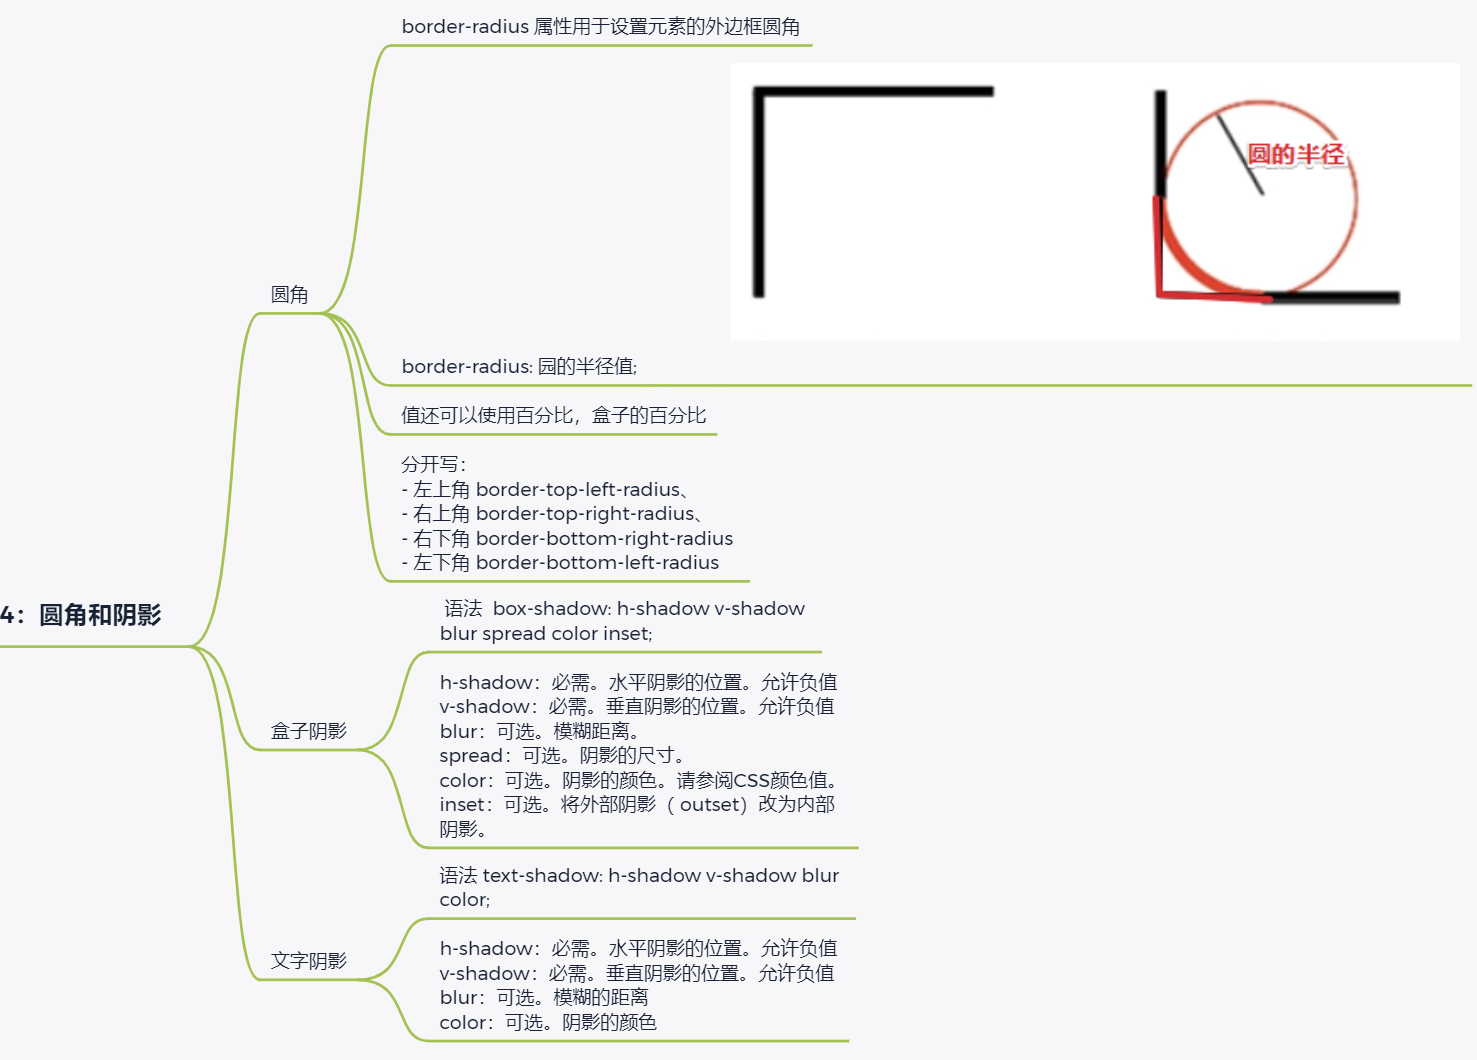 border-radius 属性用于设置元素的外边框圆角
圆的半径
圆角
border-radius: 园的半径值;
值还可以使用百分比，盒子的百分比
分开写：
- 左上角 border-top-left-radius、
- 右上角 border-top-right-radius、
- 右下角 border-bottom-right-radius
- 左下角 border-bottom-left-radius
4：圆角和阴影
语法  box-shadow: h-shadow v-shadow
blur spread color inset;
h-shadow：必需。水平阴影的位置。允许负值
v-shadow：必需。垂直阴影的位置。允许负值
blur：可选。模糊距离。
spread：可选。阴影的尺寸。
color：可选。阴影的颜色。请参阅CSS颜色值。
inset：可选。将外部阴影（ outset）改为内部
阴影。
盒子阴影
语法 text-shadow: h-shadow v-shadow blur
color;
文字阴影
h-shadow：必需。水平阴影的位置。允许负值
v-shadow：必需。垂直阴影的位置。允许负值
blur：可选。模糊的距离
color：可选。阴影的颜色